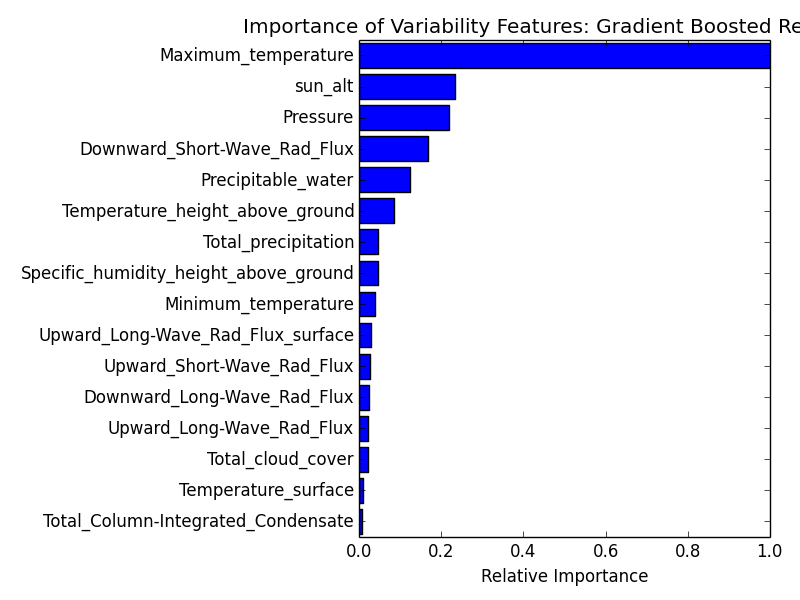 Importance of Variability Features: Gradient Boosted Re
Maximum_temperature
sun_alt
Pressure
Downward_Short-Wave_Rad_Flux
Precipitable_water
Temperature_height_above_ground
Total_precipitation
Specific_humidity_height_above_ground
Minimum_temperature
Upward_Long-Wave_Rad_Flux_surface
Upward_Short-Wave_Rad_Flux
Downward_Long-Wave_Rad_Flux
Upward_Long-Wave_Rad_Flux
Total_cloud_cover
Temperature_surface
Total_Column-Integrated_Condensate
0.0 0.2 0.4 0.6 0.8 1.0
Relative Importance